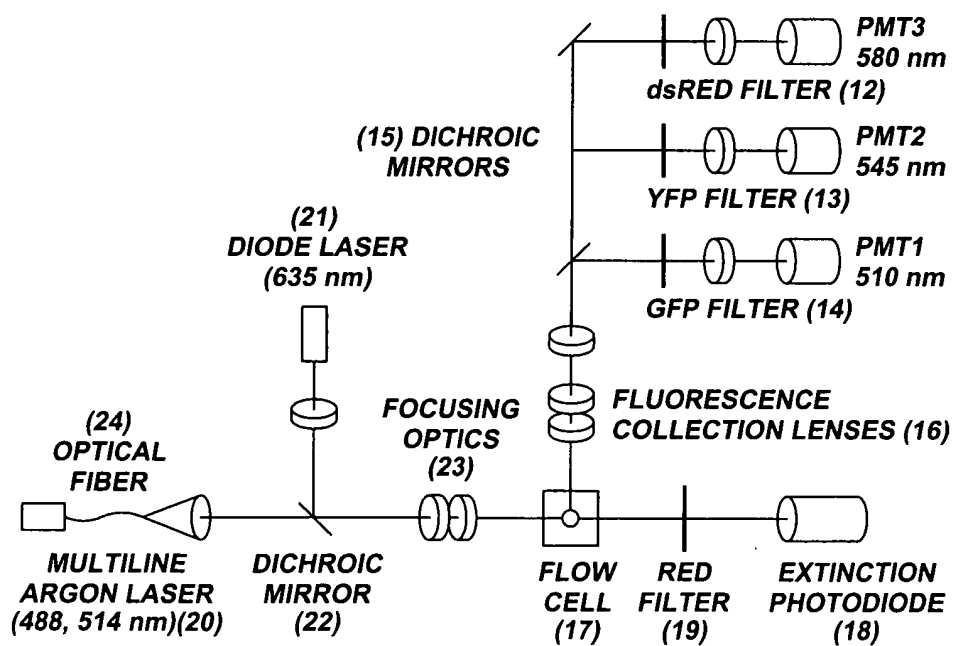 PMT3
580 nm
dsRED FILTER (12)
(15) DICHROIC
MIRRORS
PMT2
545 nm
YFP FILTER (13)
(21)
DIODE LASER
(635 nm)
PMT1
510 nm
GFP FILTER (14)
FLUORESCENCE
COLLECTION LENSES (16)
FOCUSING
OPTICS
(23)
(24)
OPTICAL
FIBER
MULTILINE
ARGON LASER
(488, 514 nm)(20)
DICHROIC
MIRROR
(22)
FLOW
CELL
(17)
RED
FILTER
(19)
EXTINCTION
PHOTODIODE
(18)